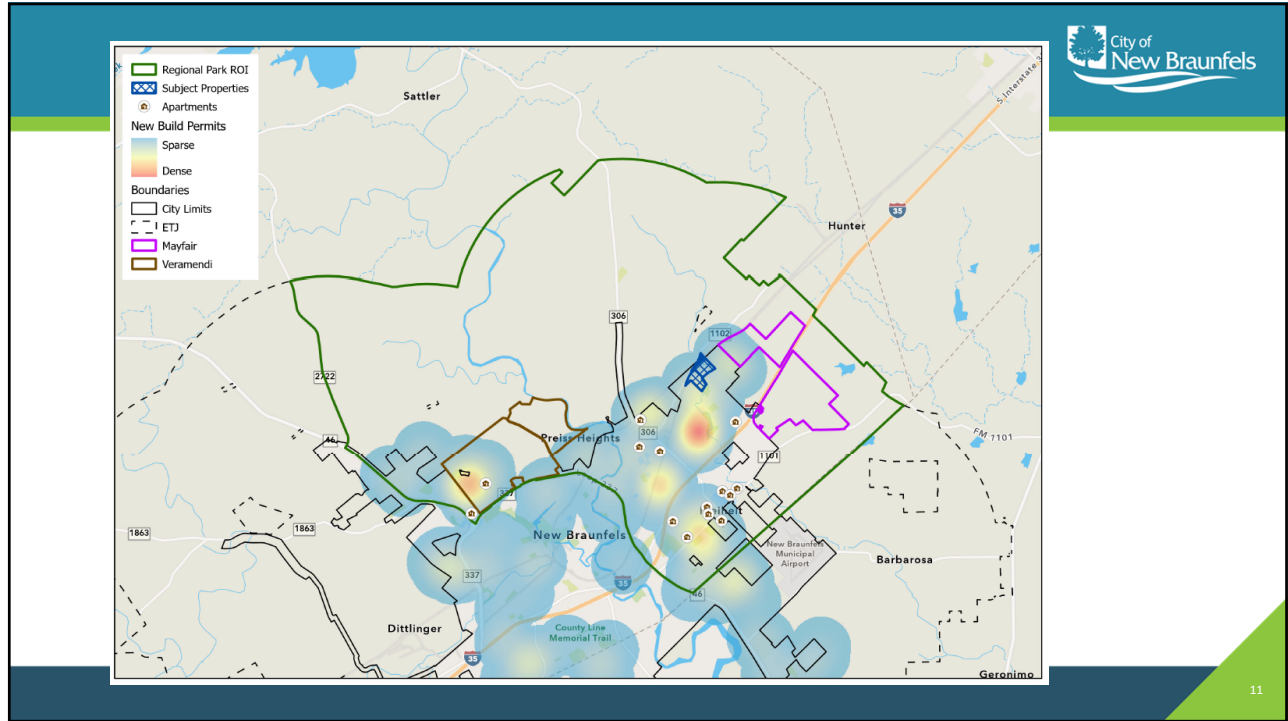 City of
New Braunfels
Regional Park ROI
Subject Properties
Apartments
New Build Permits
Sparse
Dense
Boundaries
City Limits
ETJ
Mayfair
Veramendi
Sattler
S Interstate 3
35
Hunter
306
1102
2722
46
306
Preiss Heights
FM 1101
1101
337
1863
1863
New Braunfels
New Braunfels
Municipal
Airport
Barbarosa
337
35
46
County Line
Memorial Trail
Dittlinger
35
Geronimo
11